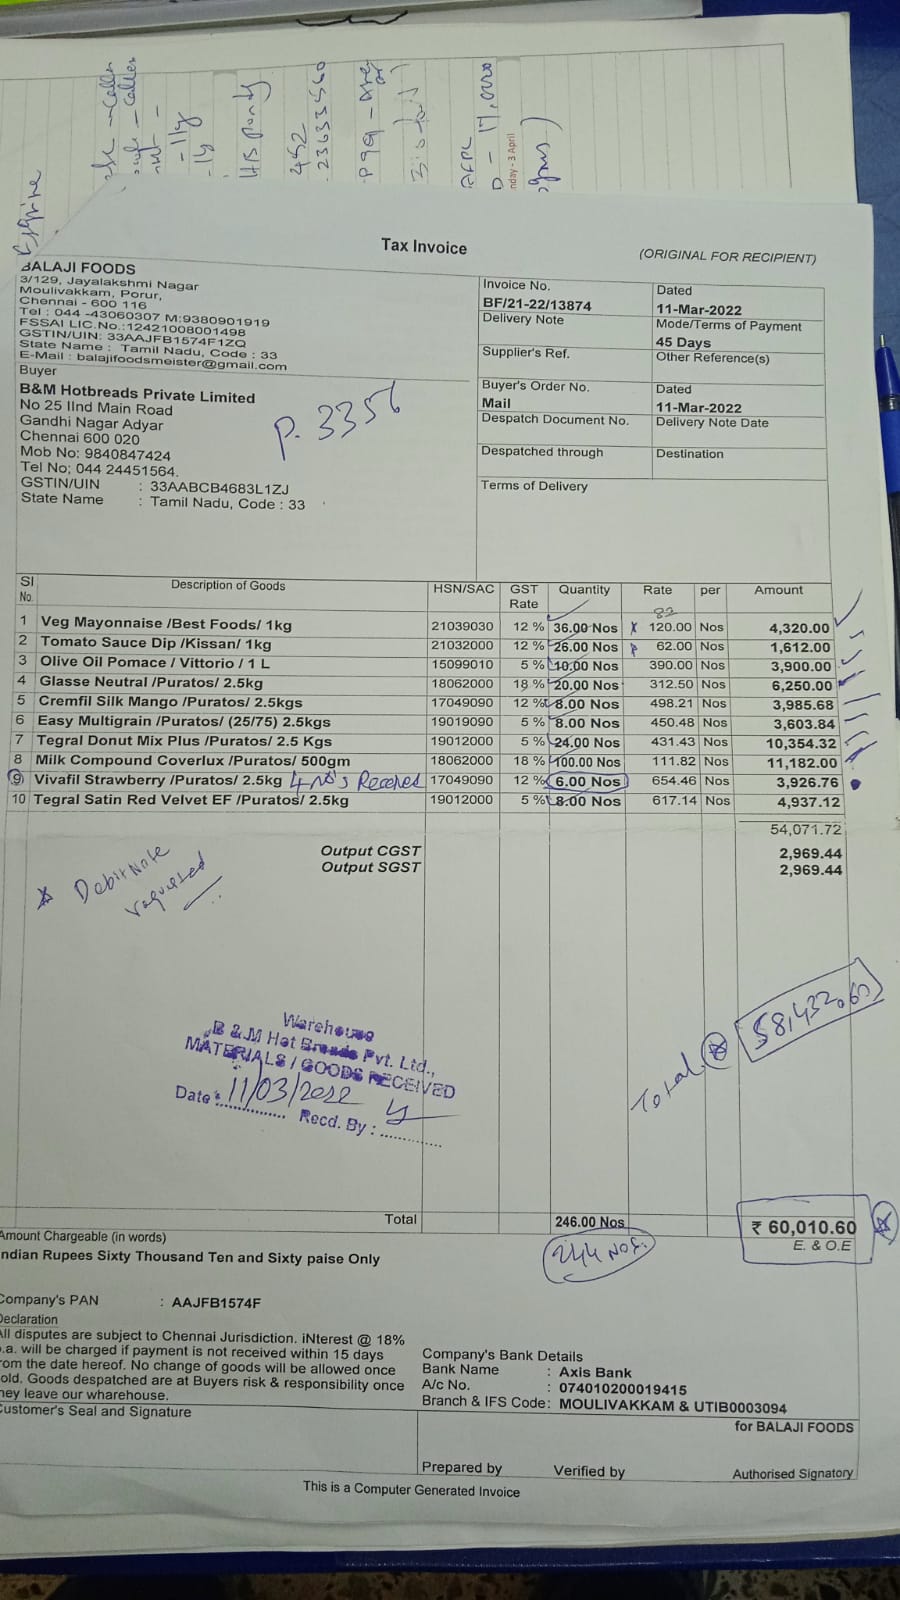 Tax Invoice
(ORIGINAL FOR RECIPIENT)
BALAJI FOODS
3/129, Jayalakshmi Nagar
Moulivakkam, Porur,
Chennai - 600 116
Tel : 044 -43060307 M:9380901919
FSSAI LIC.No.:12421008001498
GSTIN/UIN: 33AAJFB1574F1ZQ
State Name : Tamil Nadu, Code : 33
E-Mail : balajifoodsmeister@gmail.com
Invoice No.
BF/21-22/13874
Dated
11-Mar-2022
Delivery Note
Mode/Terms of Payment
45 Days
Supplier's Ref.
Other Reference(s)
Buyer
B&M Hotbreads Private Limited
No 25 IInd Main Road
Gandhi Nagar Adyar
Chennai 600 020
Mob No: 9840847424
Tel No; 044 24451564.
GSTIN/UIN : 33AABCB4683L1ZJ
State Name : Tamil Nadu, Code : 33
P. 3356
Buyer's Order No.
Mail
Dated
11-Mar-2022
Despatch Document No.
Delivery Note Date
Despatched through
Destination
Terms of Delivery
Sl No. Description of Goods HSN/SAC GST Rate Quantity Rate per Amount
1 Veg Mayonnaise /Best Foods/ 1kg 21039030 12 % 36.00 Nos 120.00 Nos 4,320.00
2 Tomato Sauce Dip /Kissan/ 1kg 21032000 12 % 26.00 Nos 62.00 Nos 1,612.00
3 Olive Oil Pomace / Vittorio / 1 L 15099010 5 % 10.00 Nos 390.00 Nos 3,900.00
4 Glasse Neutral /Puratos/ 2.5kg 18062000 18 % 20.00 Nos 312.50 Nos 6,250.00
5 Cremfil Silk Mango /Puratos/ 2.5kgs 17049090 12 % 8.00 Nos 498.21 Nos 3,985.68
6 Easy Multigrain /Puratos/ (25/75) 2.5kgs 19019090 5 % 8.00 Nos 450.48 Nos 3,603.84
7 Tegral Donut Mix Plus /Puratos/ 2.5 Kgs 19012000 5 % 24.00 Nos 431.43 Nos 10,354.32
8 Milk Compound Coverlux /Puratos/ 500gm 18062000 18 % 100.00 Nos 111.82 Nos 11,182.00
9 Vivafil Strawberry /Puratos/ 2.5kg 4 No's Received 17049090 12 % 6.00 Nos 654.46 Nos 3,926.76
10 Tegral Satin Red Velvet EF /Puratos/ 2.5kg 19012000 5 % 8.00 Nos 617.14 Nos 4,937.12
54,071.72
Output CGST 2,969.44
Output SGST 2,969.44
Debit Note
requested
Warehouse
B & M Hot Breads Pvt. Ltd.,
MATERIALS / GOODS RECEIVED
Date : 11/03/2022
Recd. By :
Total 58,432.60
Total 246.00 Nos ₹ 60,010.60
244 Nos.
E. & O.E
Amount Chargeable (in words)
Indian Rupees Sixty Thousand Ten and Sixty paise Only
Company's PAN : AAJFB1574F
Declaration
All disputes are subject to Chennai Jurisdiction. iNterest @ 18%
p.a. will be charged if payment is not received within 15 days
from the date hereof. No change of goods will be allowed once
sold. Goods despatched are at Buyers risk & responsibility once
they leave our wharehouse.
Company's Bank Details
Bank Name : Axis Bank
A/c No. : 074010200019415
Branch & IFS Code: MOULIVAKKAM & UTIB0003094
Customer's Seal and Signature
for BALAJI FOODS
Prepared by
Verified by
Authorised Signatory
This is a Computer Generated Invoice